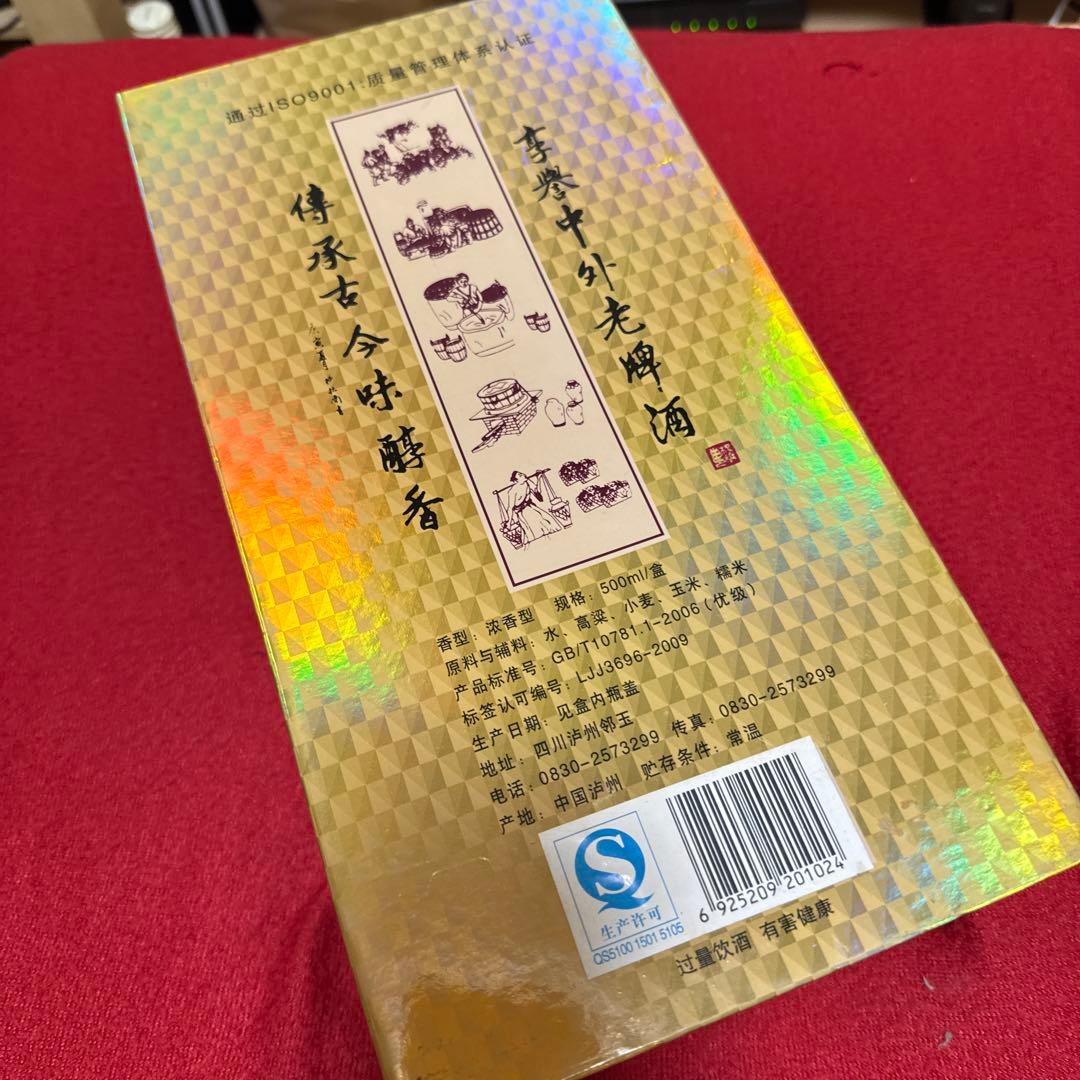 通过ISO9001:质量管理体系认证
享誉中外老牌酒
傳承古今味醇香
香型：浓香型　规格：500ml/盒
原料与辅料：水、高粱、小麦、玉米、糯米
产品标准号：GB/T10781.1-2006（优级）
标签认可编号：LJJ3696-2009
生产日期：见盒内瓶盖
地址：四川泸州邻玉
电话：0830-2573299　传真：0830-2573299
产地：中国泸州　贮存条件：常温
生产许可
QS5100 1501 5105
6 925209 201024
过量饮酒 有害健康